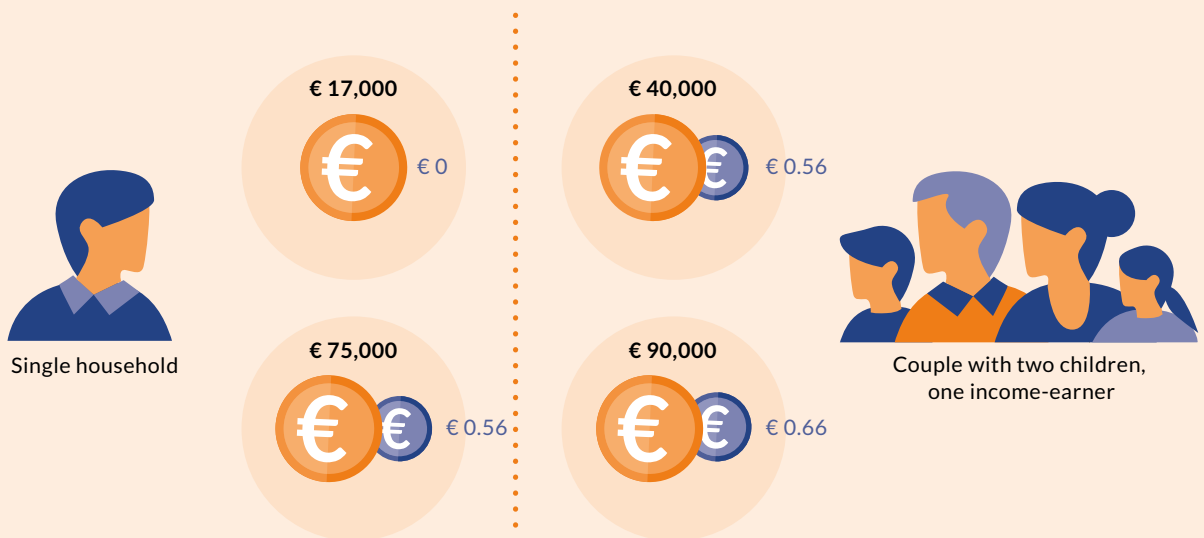 € 17,000
€ 0
€ 40,000
€ 0.56
Single household
€ 75,000
€ 0.56
€ 90,000
€ 0.66
Couple with two children,
one income-earner